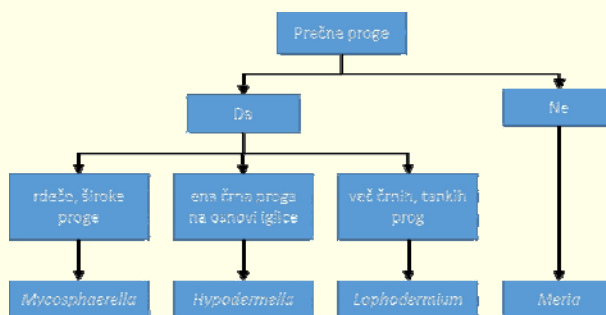 Prečne proge
Da
Ne
rdeče, široke
proge
ena črna proga
na osnovi iglice
več črnih, tankih
prog
Mycosphaerella
Hypodermella
Lophodermium
Meria